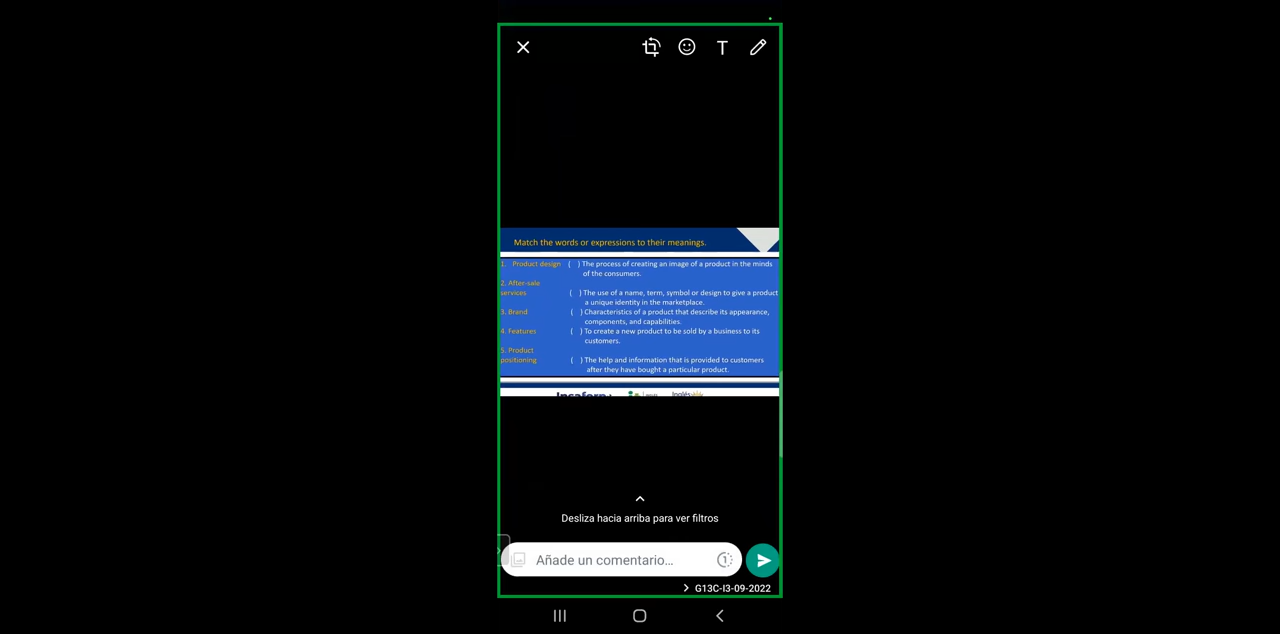 T
Match the words or expressions to their meanings.
1. Product design ( ) The process of creating an image of a product in the minds
of the consumers.
2. After-sale
services ( ) The use of a name, term, symbol or design to give a product
a unique identity in the marketplace.
3. Brand ( ) Characteristics of a product that describe its appearance,
components, and capabilities.
4. Features ( ) To create a new product to be sold by a business to its
customers.
5. Product
positioning ( ) The help and information that is provided to customers
after they have bought a particular product.
Insaforp
Inglés
Desliza hacia arriba para ver filtros
Añade un comentario...
1
G13C-I3-09-2022